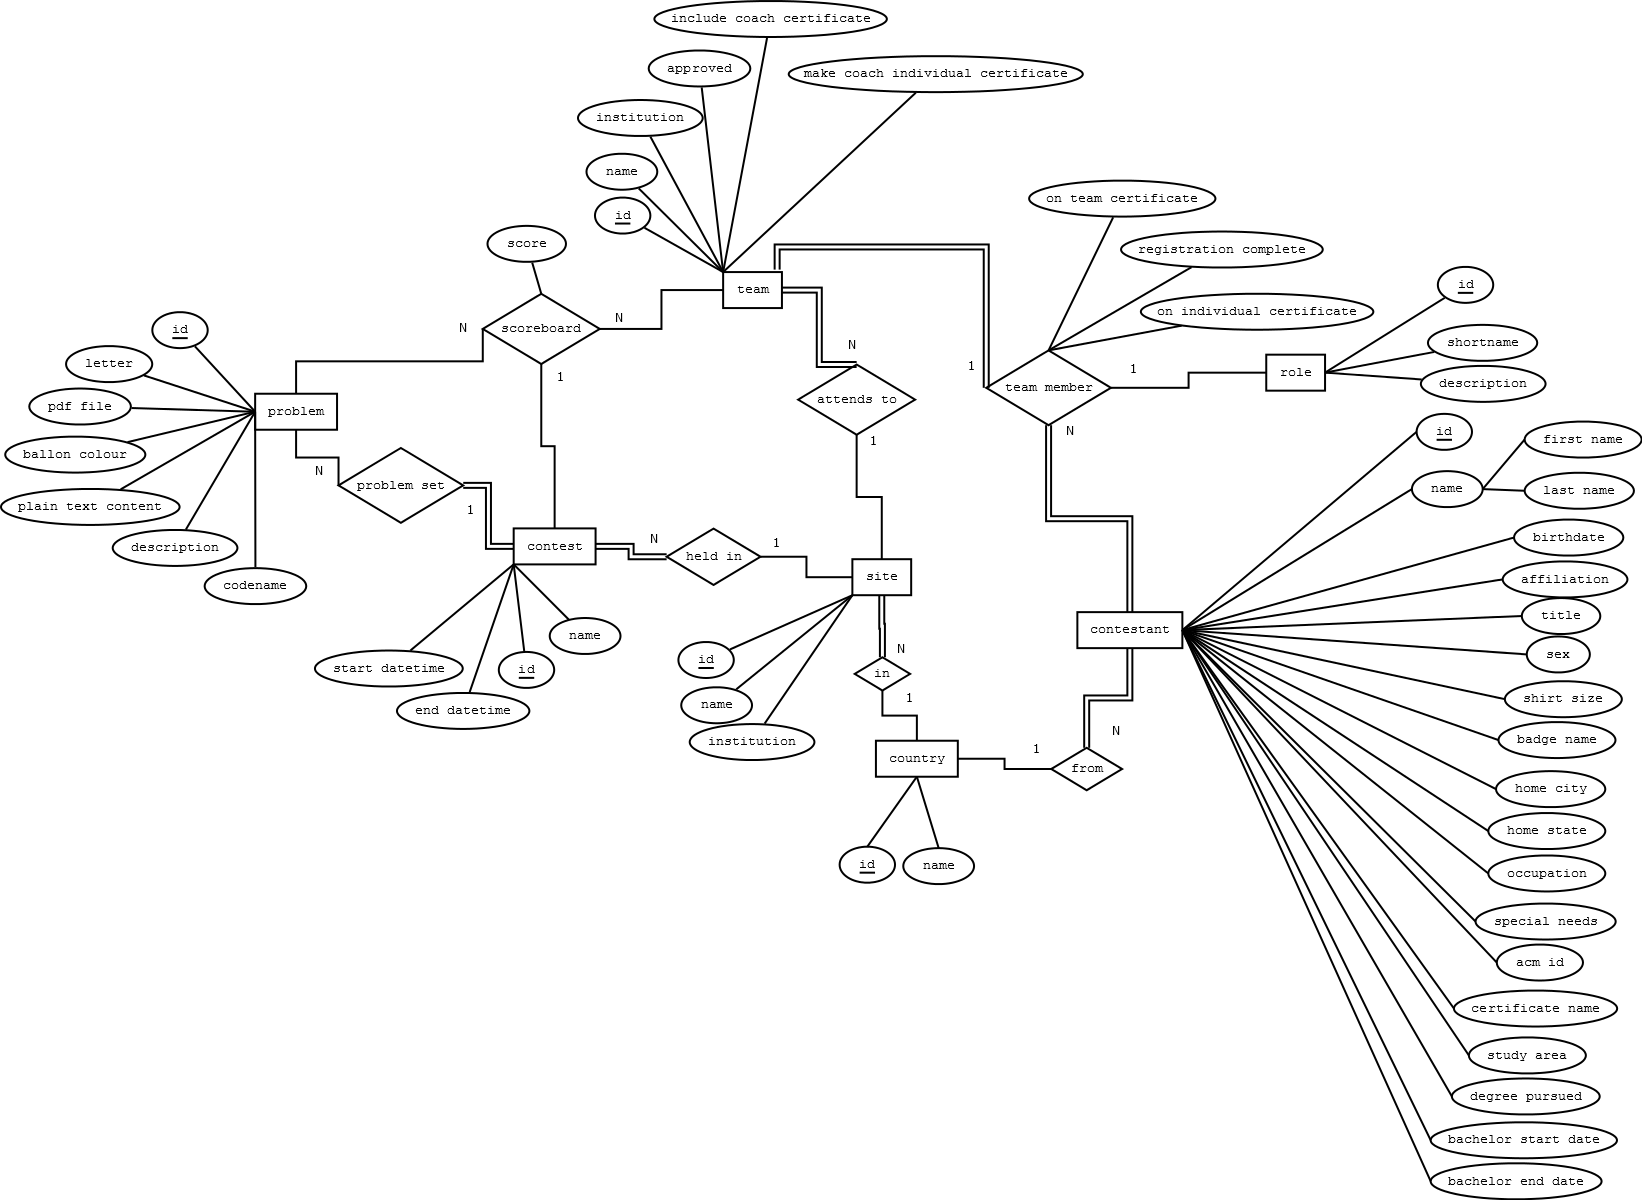 include coach certificate
approved
make coach individual certificate
institution
name
id
on team certificate
score
registration complete
id
team
on individual certificate
id
N
N
scoreboard
shortname
letter
N
1
1
1
role
description
pdf file
problem
attends to
team member
id
first name
ballon colour
1
N
name
last name
N
problem set
plain text content
1
birthdate
description
contest
N
held in
1
affiliation
codename
site
title
contestant
name
sex
start datetime
id
id
N
in
shirt size
end datetime
name
1
institution
N
badge name
country
1
from
home city
home state
id
name
occupation
special needs
acm id
certificate name
study area
degree pursued
bachelor start date
bachelor end date